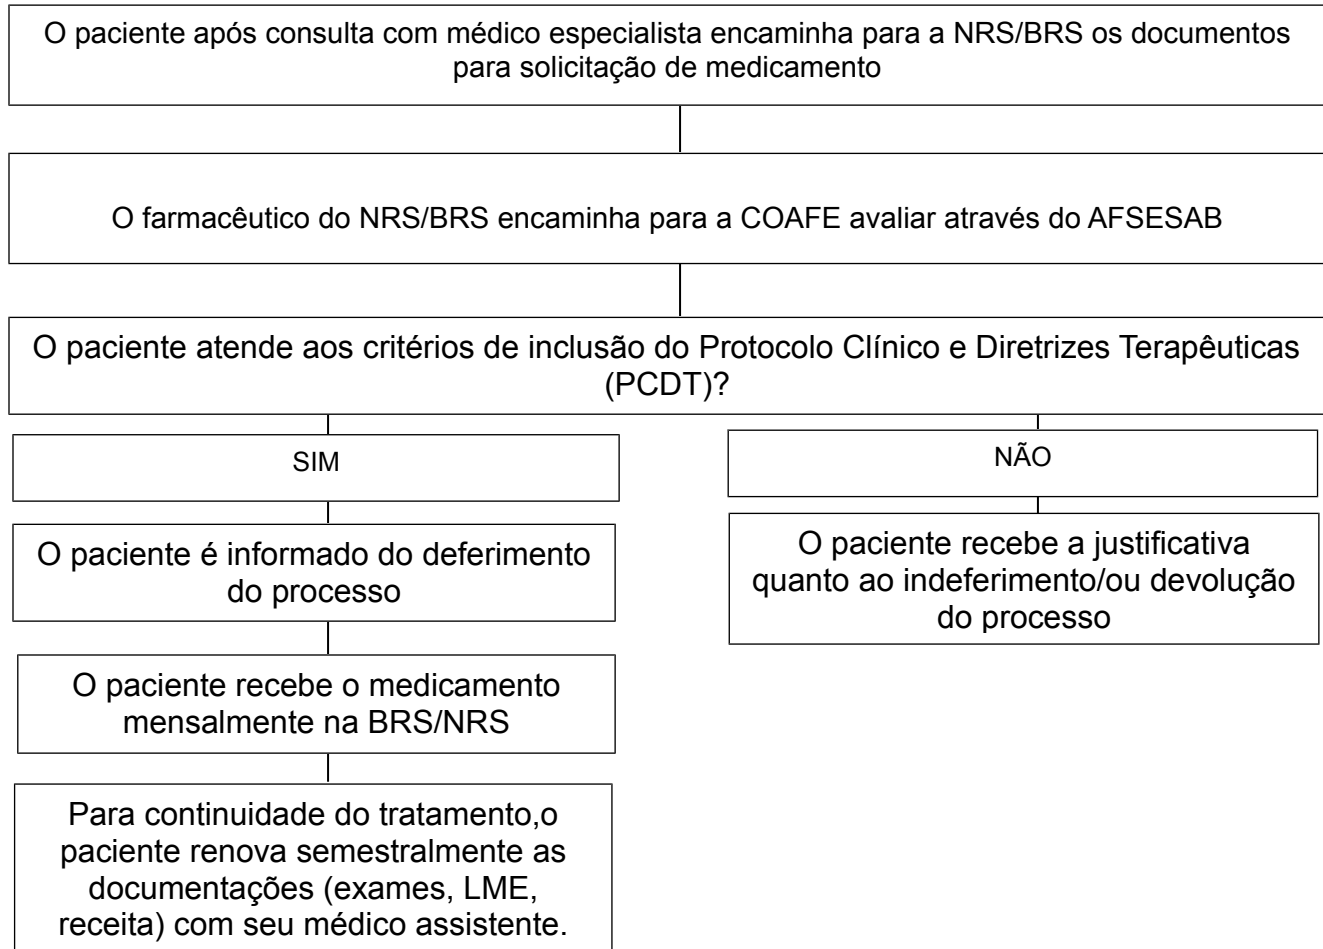 O paciente após consulta com médico especialista encaminha para a NRS/BRS os documentos
para solicitação de medicamento
O farmacêutico do NRS/BRS encaminha para a COAFE avaliar através do AFSESAB
O paciente atende aos critérios de inclusão do Protocolo Clínico e Diretrizes Terapêuticas
(PCDT)?
SIM
O paciente é informado do deferimento
do processo
O paciente recebe o medicamento
mensalmente na BRS/NRS
Para continuidade do tratamento,o
paciente renova semestralmente as
documentações (exames, LME,
receita) com seu médico assistente.
NÃO
O paciente recebe a justificativa
quanto ao indeferimento/ou devolução
do processo